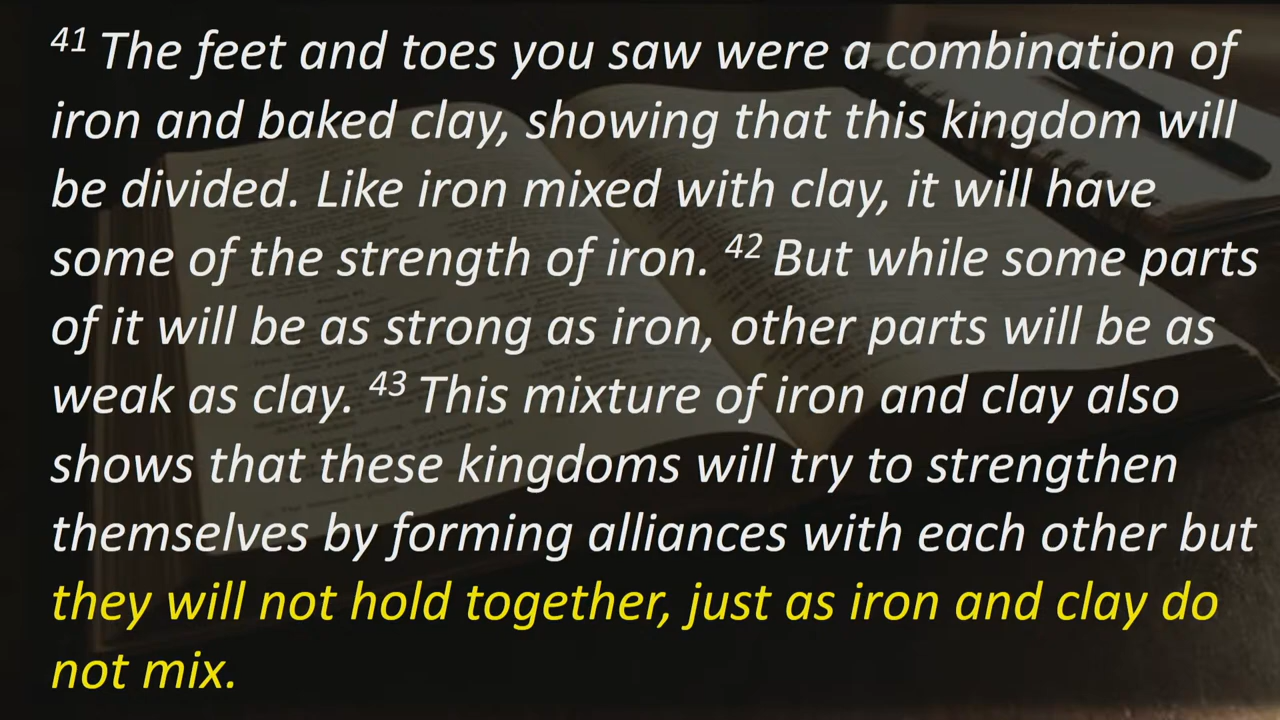 41 The feet and toes you saw were a combination of
iron and baked clay, showing that this kingdom will
be divided. Like iron mixed with clay, it will have
some of the strength of iron. 42 But while some parts
of it will be as strong as iron, other parts will be as
weak as clay. 43 This mixture of iron and clay also
shows that these kingdoms will try to strengthen
themselves by forming alliances with each other but
they will not hold together, just as iron and clay do
not mix.